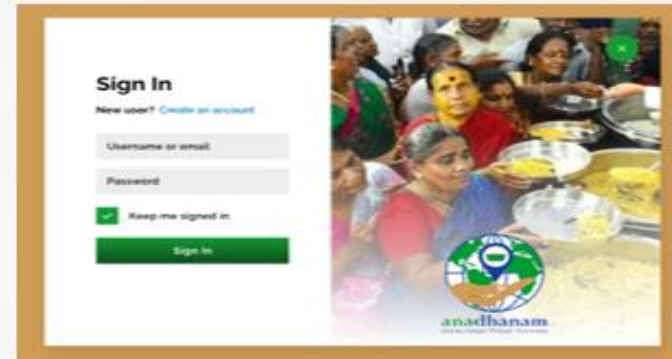 Sign In
New user? Create an account
Username or email
Password
Keep me signed in
Sign In
anadhanam